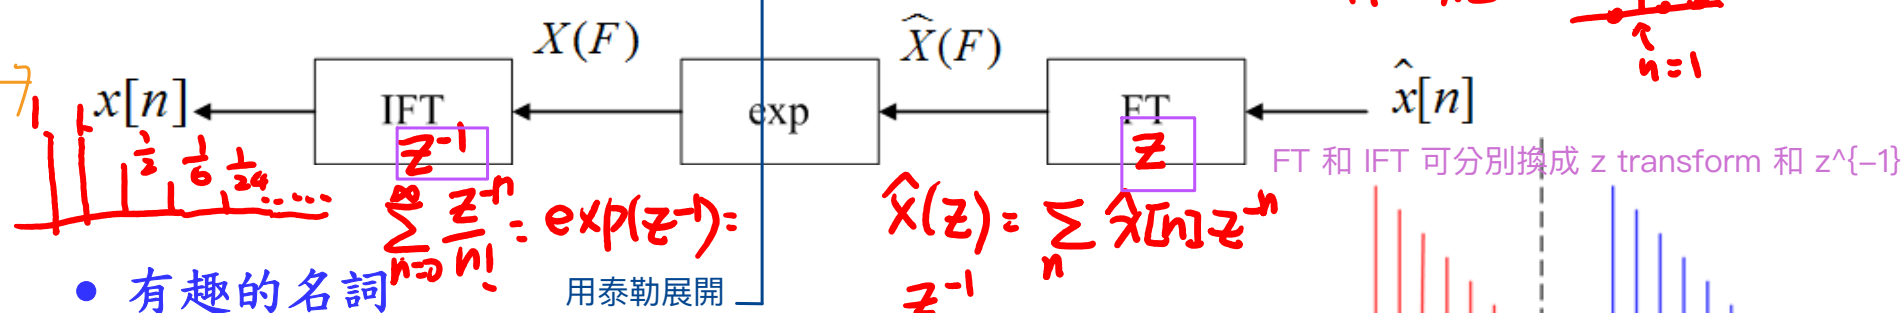 X(F)
X̂(F)
n=1
1 1 x[n]
IFT
exp
FT
x̂[n]
z⁻¹
z
1/2 1/6 1/24 ......
FT 和 IFT 可分別換成 z transform 和 z^{-1}
∑_{n=0}^{∞} z⁻ⁿ/n! = exp(z⁻¹) =
X̂(z) = ∑_n x̂[n] z⁻ⁿ
• 有趣的名詞
用泰勒展開
z⁻¹